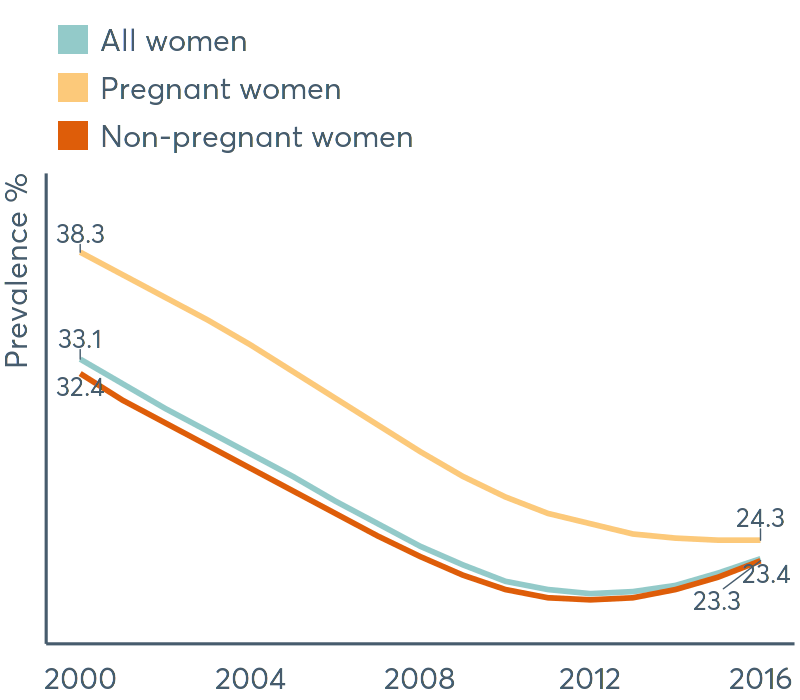 All women
Pregnant women
Non-pregnant women
Prevalence %
38.3
33.1
32.4
24.3
23.4
23.3
2000 2004 2008 2012 2016